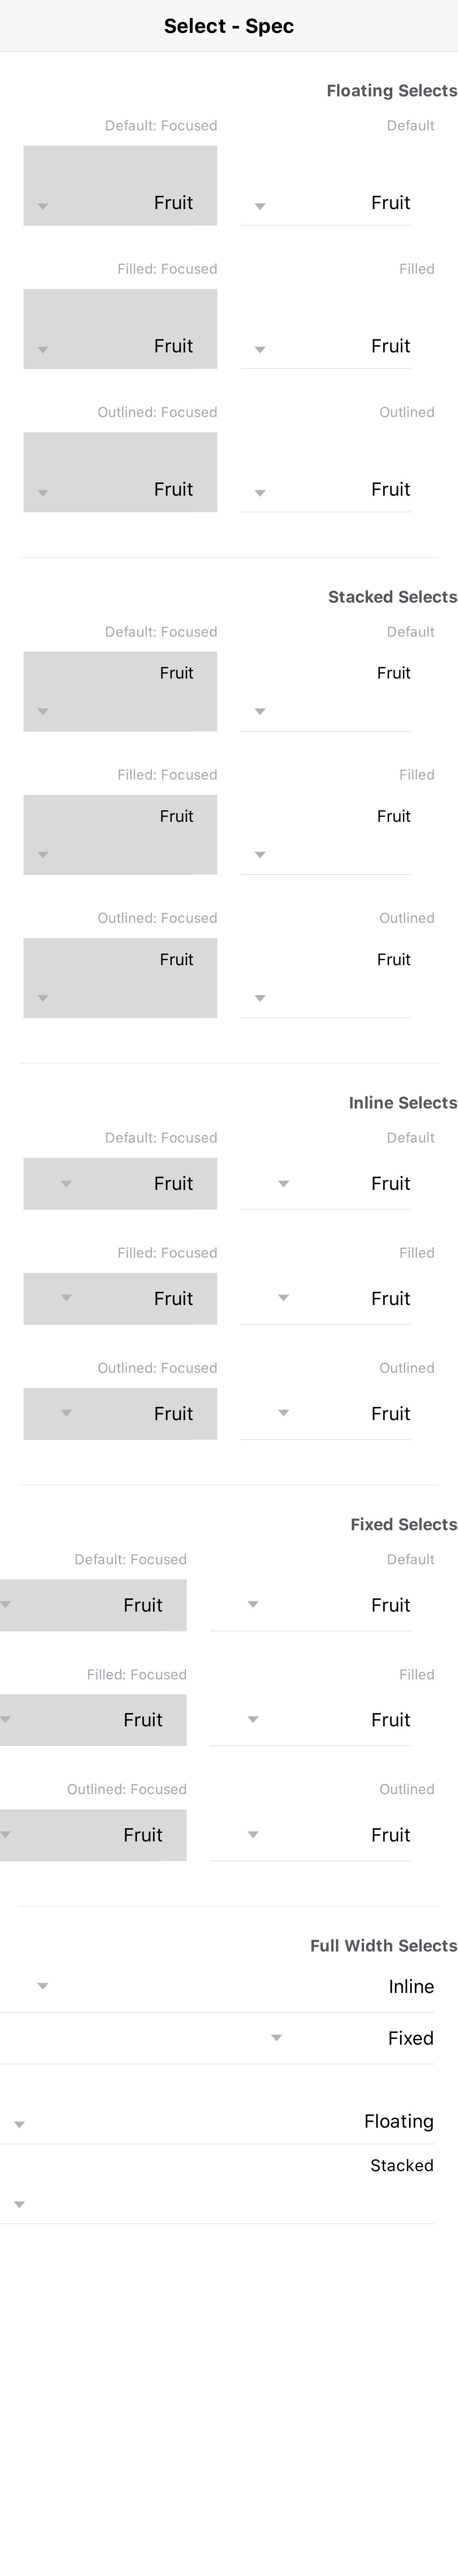 Select - Spec
Floating Selects
Default: Focused
Default
Fruit
Fruit
Filled: Focused
Filled
Fruit
Fruit
Outlined: Focused
Outlined
Fruit
Fruit
Stacked Selects
Default: Focused
Default
Fruit
Fruit
Filled: Focused
Filled
Fruit
Fruit
Outlined: Focused
Outlined
Fruit
Fruit
Inline Selects
Default: Focused
Default
Fruit
Fruit
Filled: Focused
Filled
Fruit
Fruit
Outlined: Focused
Outlined
Fruit
Fruit
Fixed Selects
Default: Focused
Default
Fruit
Fruit
Filled: Focused
Filled
Fruit
Fruit
Outlined: Focused
Outlined
Fruit
Fruit
Full Width Selects
Inline
Fixed
Floating
Stacked